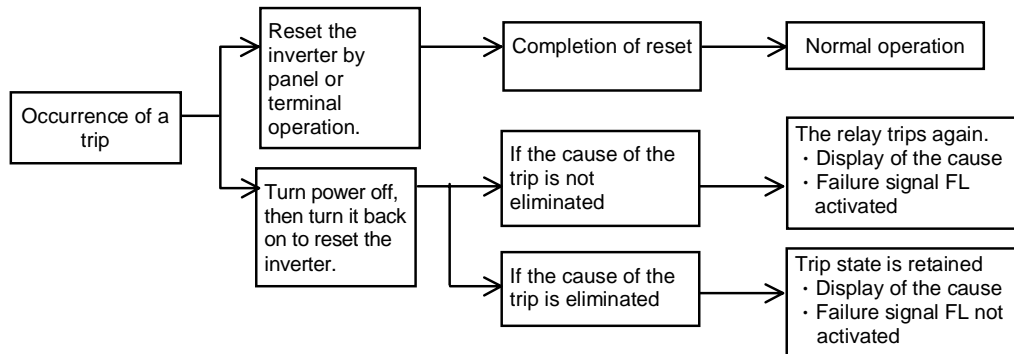 Reset the
inverter by
panel or
terminal
operation.
Completion of reset
Normal operation
Occurrence of a
trip
Turn power off,
then turn it back
on to reset the
inverter.
If the cause of the
trip is not
eliminated
The relay trips again.
・Display of the cause
・Failure signal FL
activated
If the cause of the
trip is eliminated
Trip state is retained
・Display of the cause
・Failure signal FL not
activated